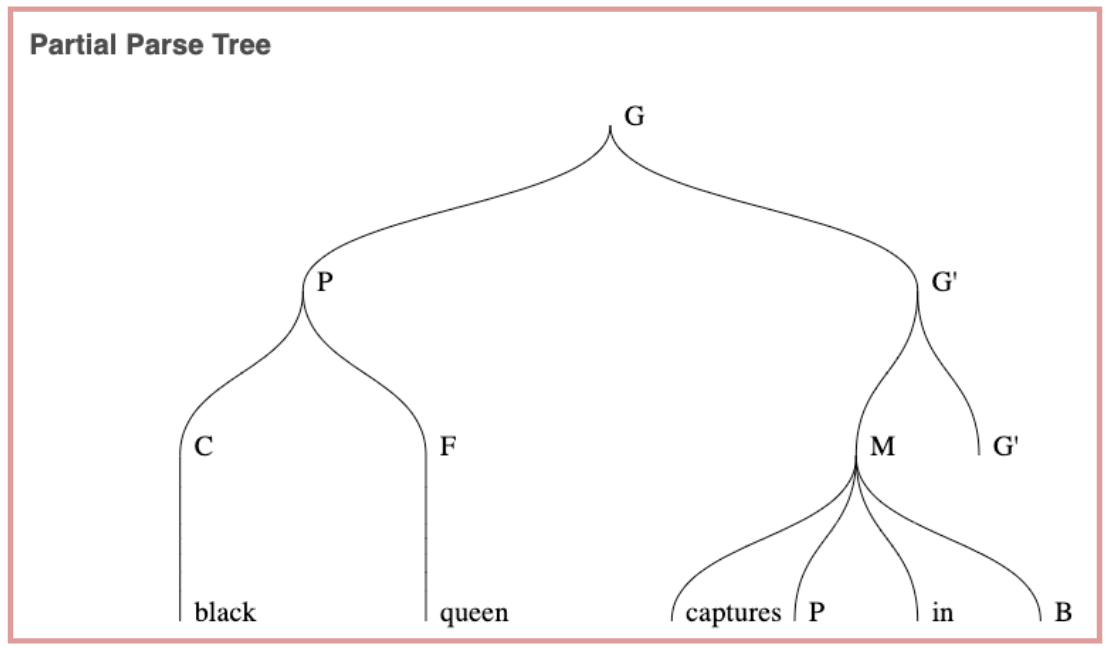 Partial Parse Tree
G
P G'
C F M G'
black queen captures P in B